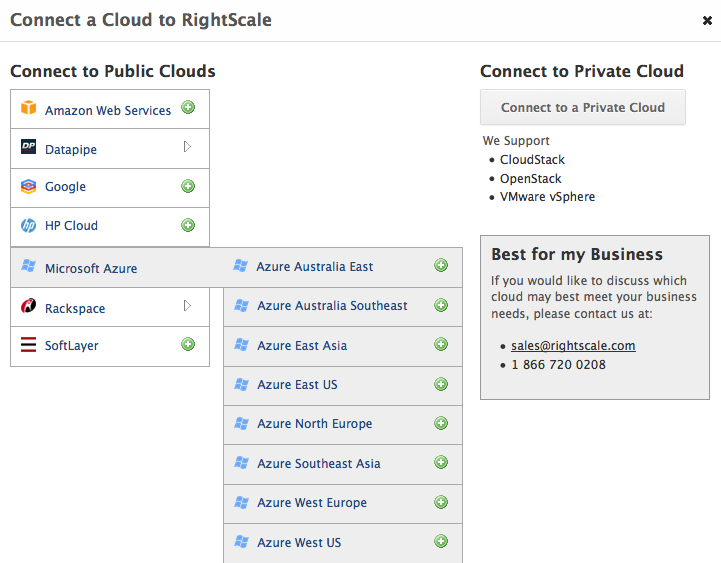 Connect a Cloud to RightScale
Connect to Public Clouds
Amazon Web Services
DP Datapipe
Google
hp HP Cloud
Microsoft Azure
Rackspace
SoftLayer
Azure Australia East
Azure Australia Southeast
Azure East Asia
Azure East US
Azure North Europe
Azure Southeast Asia
Azure West Europe
Azure West US
Connect to Private Cloud
Connect to a Private Cloud
We Support
• CloudStack
• OpenStack
• VMware vSphere
Best for my Business
If you would like to discuss which
cloud may best meet your business
needs, please contact us at:
• sales@rightscale.com
• 1 866 720 0208